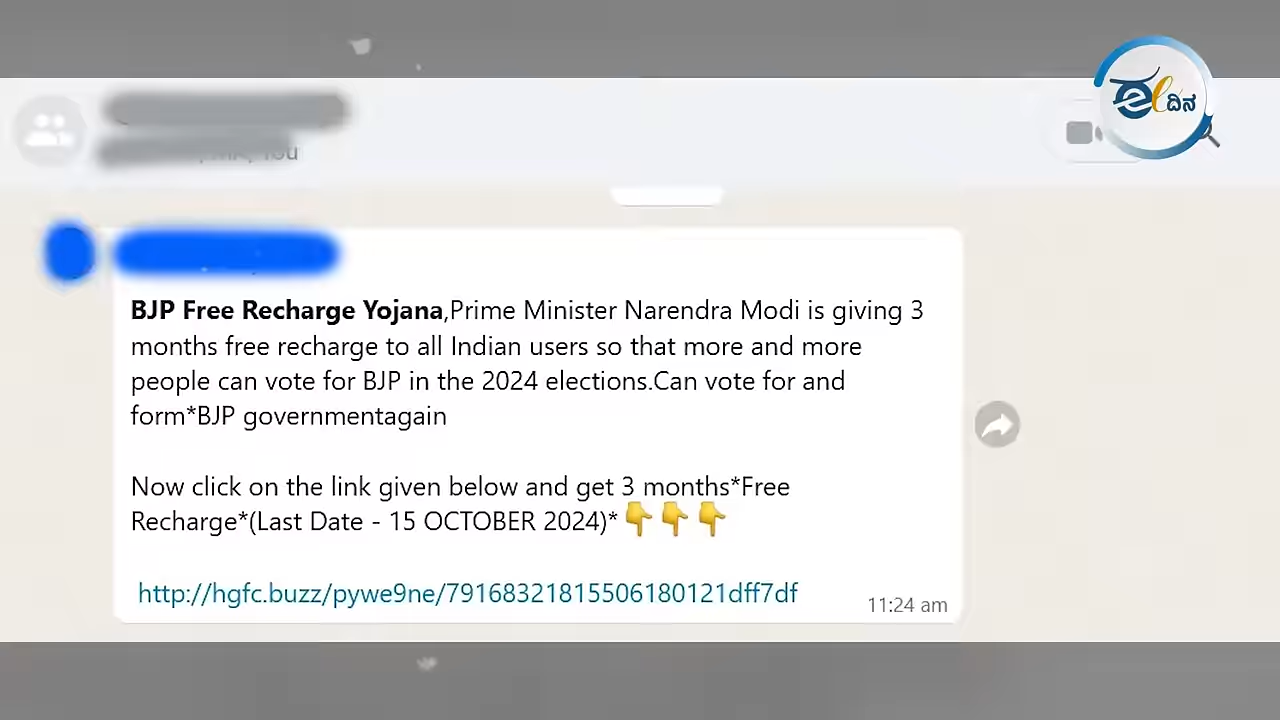 ಈ ದಿನ
You
BJP Free Recharge Yojana,Prime Minister Narendra Modi is giving 3
months free recharge to all Indian users so that more and more
people can vote for BJP in the 2024 elections.Can vote for and
form*BJP governmentagain
Now click on the link given below and get 3 months*Free
Recharge*(Last Date - 15 OCTOBER 2024)*👇👇👇
http://hgfc.buzz/pywe9ne/79168321815506180121dff7df
11:24 am